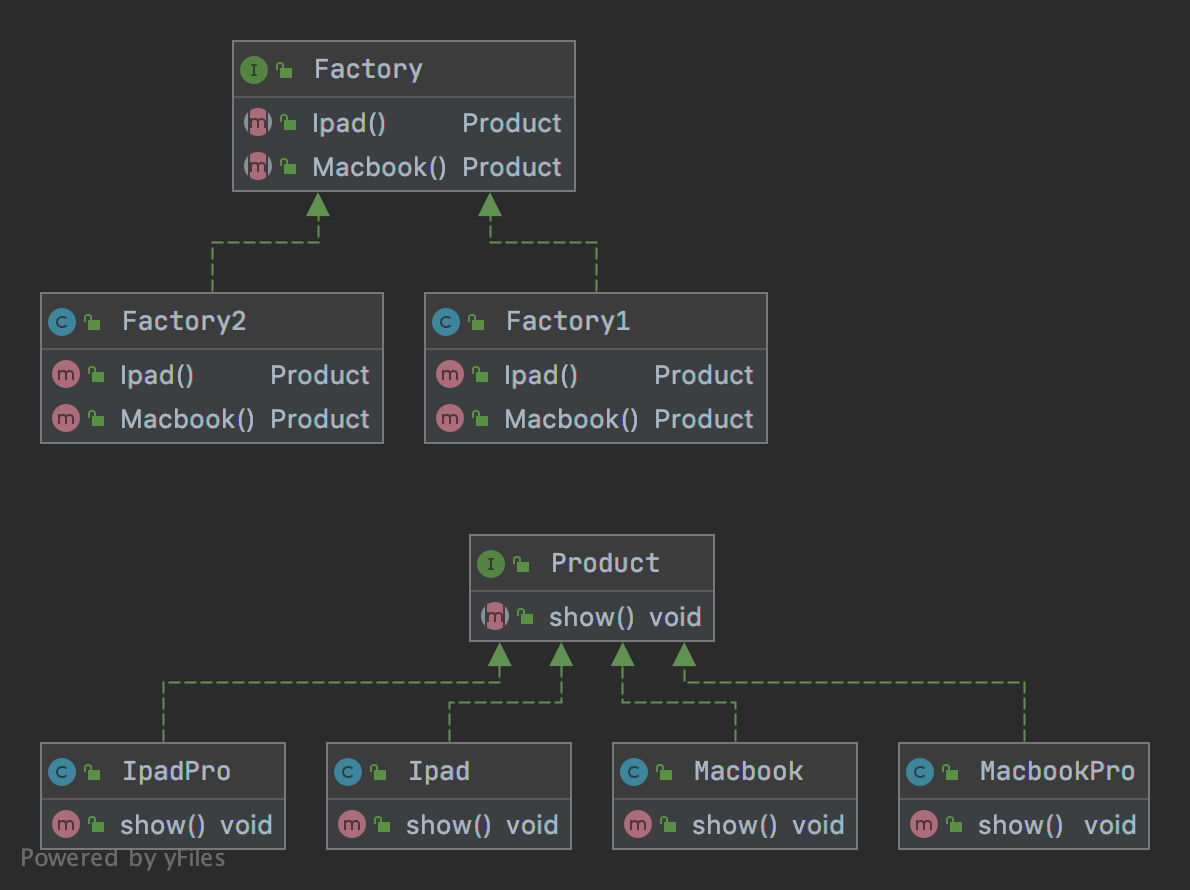 Factory
Ipad() Product
Macbook() Product
Factory2
Ipad() Product
Macbook() Product
Factory1
Ipad() Product
Macbook() Product
Product
show() void
IpadPro
show() void
Ipad
show() void
Macbook
show() void
MacbookPro
show() void
Powered by yFiles